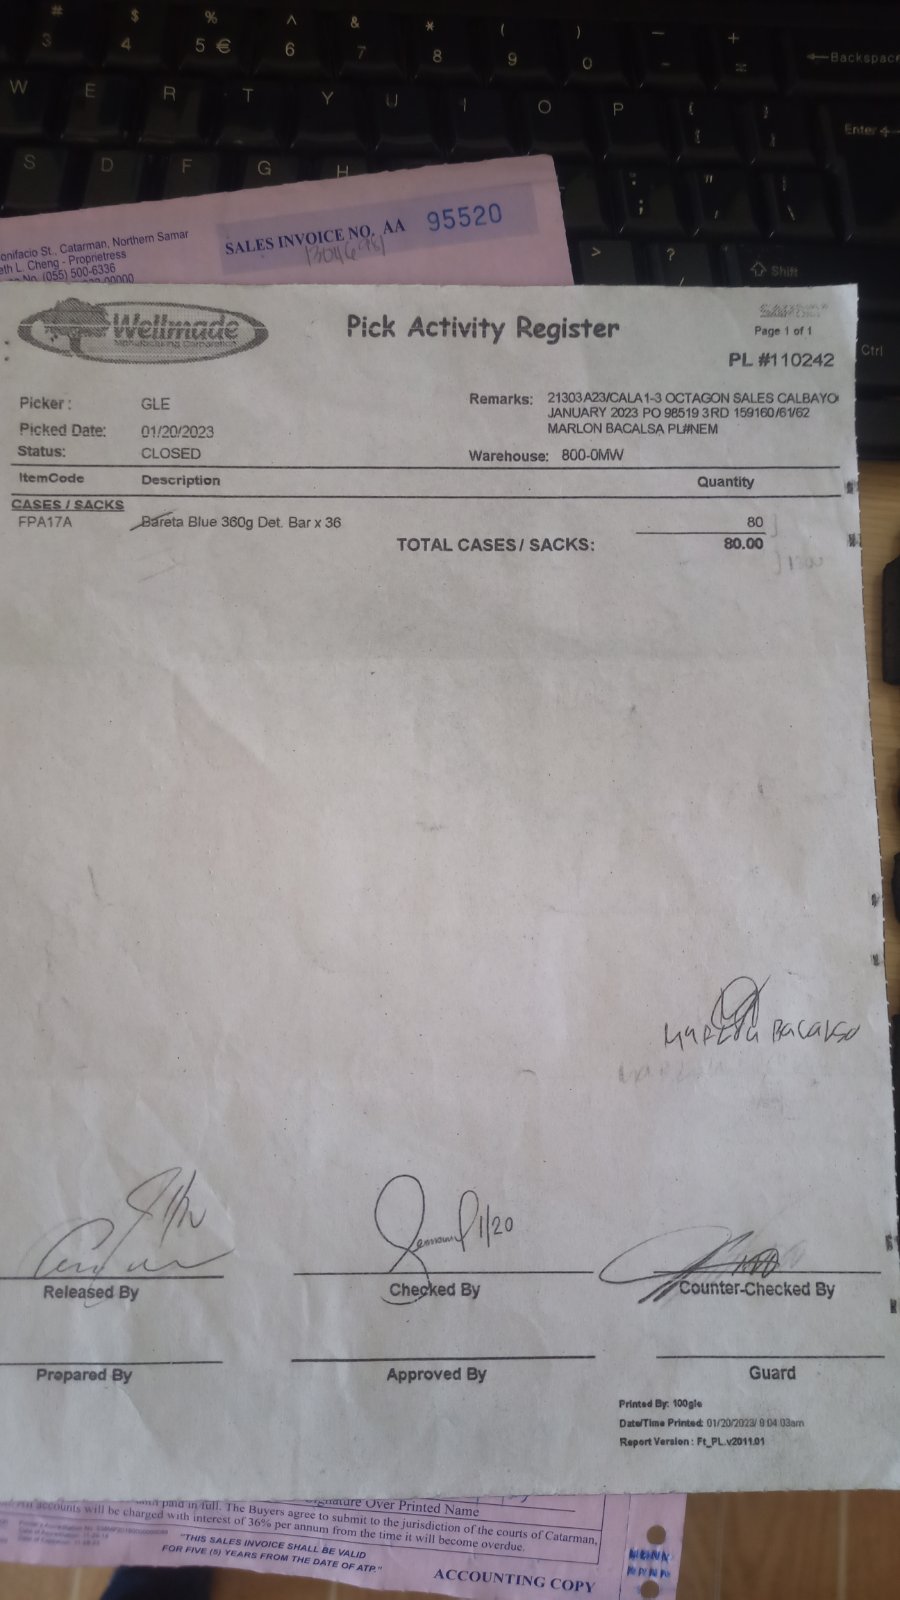 # $ % ^ & * ( ) _ +
3 4 5 € 6 7 8 9 0 - = Backspace
W E R T Y U I O P { [ } ] Enter
S D F G H : ; " ' | \
> ? Shift
Ctrl
onifacio St., Catarman, Northern Samar
eth L. Cheng - Propnetress
No. (055) 500-6336
SALES INVOICE NO. AA 95520
Wellmade
Manufacturing Corporation
Pick Activity Register
Page 1 of 1
PL #110242
Picker : GLE
Remarks: 21303A23/CALA1-3 OCTAGON SALES CALBAYO
JANUARY 2023 PO 98519 3RD 159160/61/62
MARLON BACALSA PL#NEM
Picked Date: 01/20/2023
Status: CLOSED
Warehouse: 800-0MW
ItemCode Description Quantity
CASES / SACKS
FPA17A Bareta Blue 360g Det. Bar x 36 80
TOTAL CASES / SACKS: 80.00
BACALSO
1/20
Released By Checked By Counter-Checked By
Prepared By Approved By Guard
Printed By: 100gle
Date/Time Printed: 01/20/2023/ 9:04:03am
Report Version : Ft_PL.v2011.01
paid in full. The Buyers agree to submit to the jurisdiction of the courts of Catarman,
Signature Over Printed Name
accounts will be charged with interest of 36% per annum from the time it will become overdue.
"THIS SALES INVOICE SHALL BE VALID
FOR FIVE (5) YEARS FROM THE DATE OF ATP."
ACCOUNTING COPY